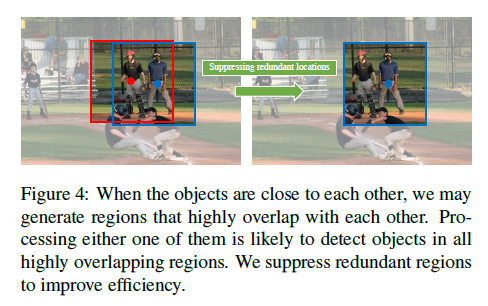 Suppressing redundant locations
Figure 4: When the objects are close to each other, we may
generate regions that highly overlap with each other. Pro-
cessing either one of them is likely to detect objects in all
highly overlapping regions. We suppress redundant regions
to improve efficiency.